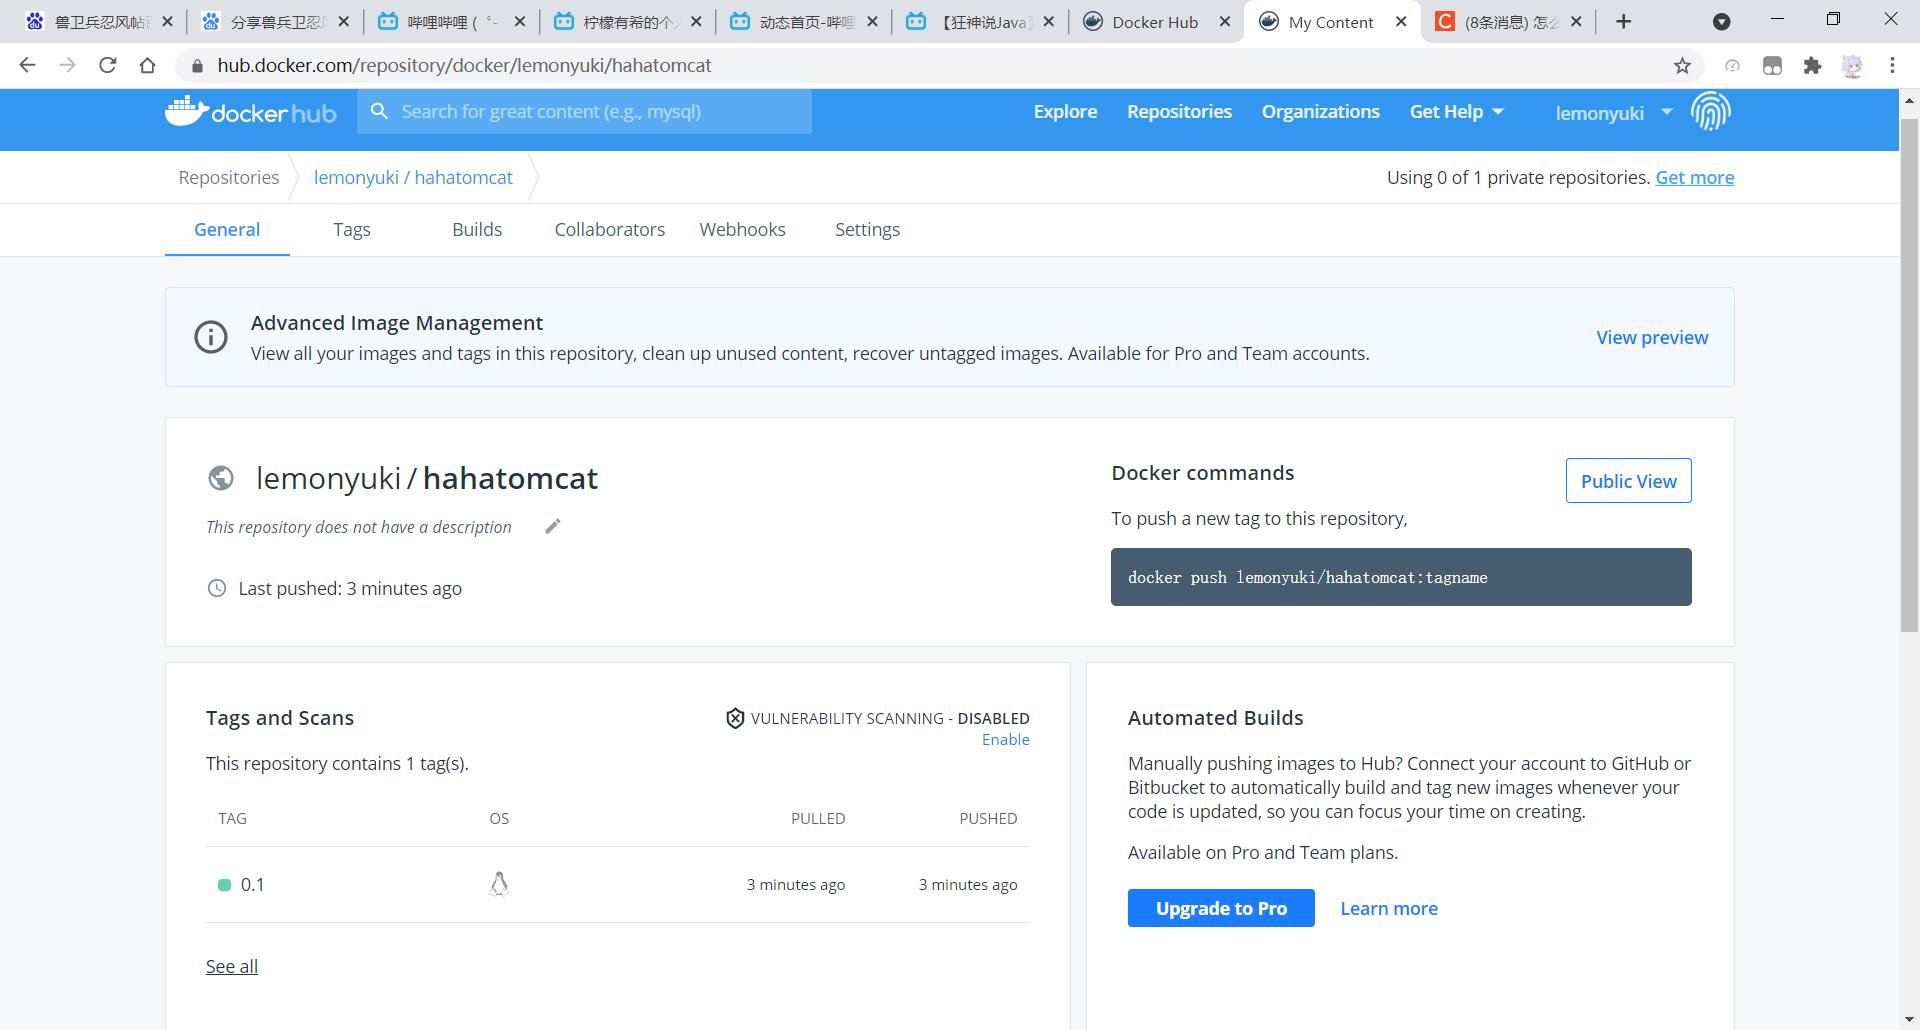 兽卫兵忍风帖
分享兽兵卫忍
哔哩哔哩 ( ゜-
柠檬有希的个
动态首页-哔哩
【狂神说Java】
Docker Hub
My Content
(8条消息) 怎么
hub.docker.com/repository/docker/lemonyuki/hahatomcat
docker hub
Search for great content (e.g., mysql)
Explore
Repositories
Organizations
Get Help
lemonyuki
Repositories
lemonyuki / hahatomcat
Using 0 of 1 private repositories. Get more
General
Tags
Builds
Collaborators
Webhooks
Settings
Advanced Image Management
View all your images and tags in this repository, clean up unused content, recover untagged images. Available for Pro and Team accounts.
View preview
lemonyuki / hahatomcat
This repository does not have a description
Last pushed: 3 minutes ago
Docker commands
Public View
To push a new tag to this repository,
docker push lemonyuki/hahatomcat:tagname
Tags and Scans
VULNERABILITY SCANNING - DISABLED
Enable
This repository contains 1 tag(s).
TAG
OS
PULLED
PUSHED
0.1
3 minutes ago
3 minutes ago
See all
Automated Builds
Manually pushing images to Hub? Connect your account to GitHub or
Bitbucket to automatically build and tag new images whenever your
code is updated, so you can focus your time on creating.
Available on Pro and Team plans.
Upgrade to Pro
Learn more